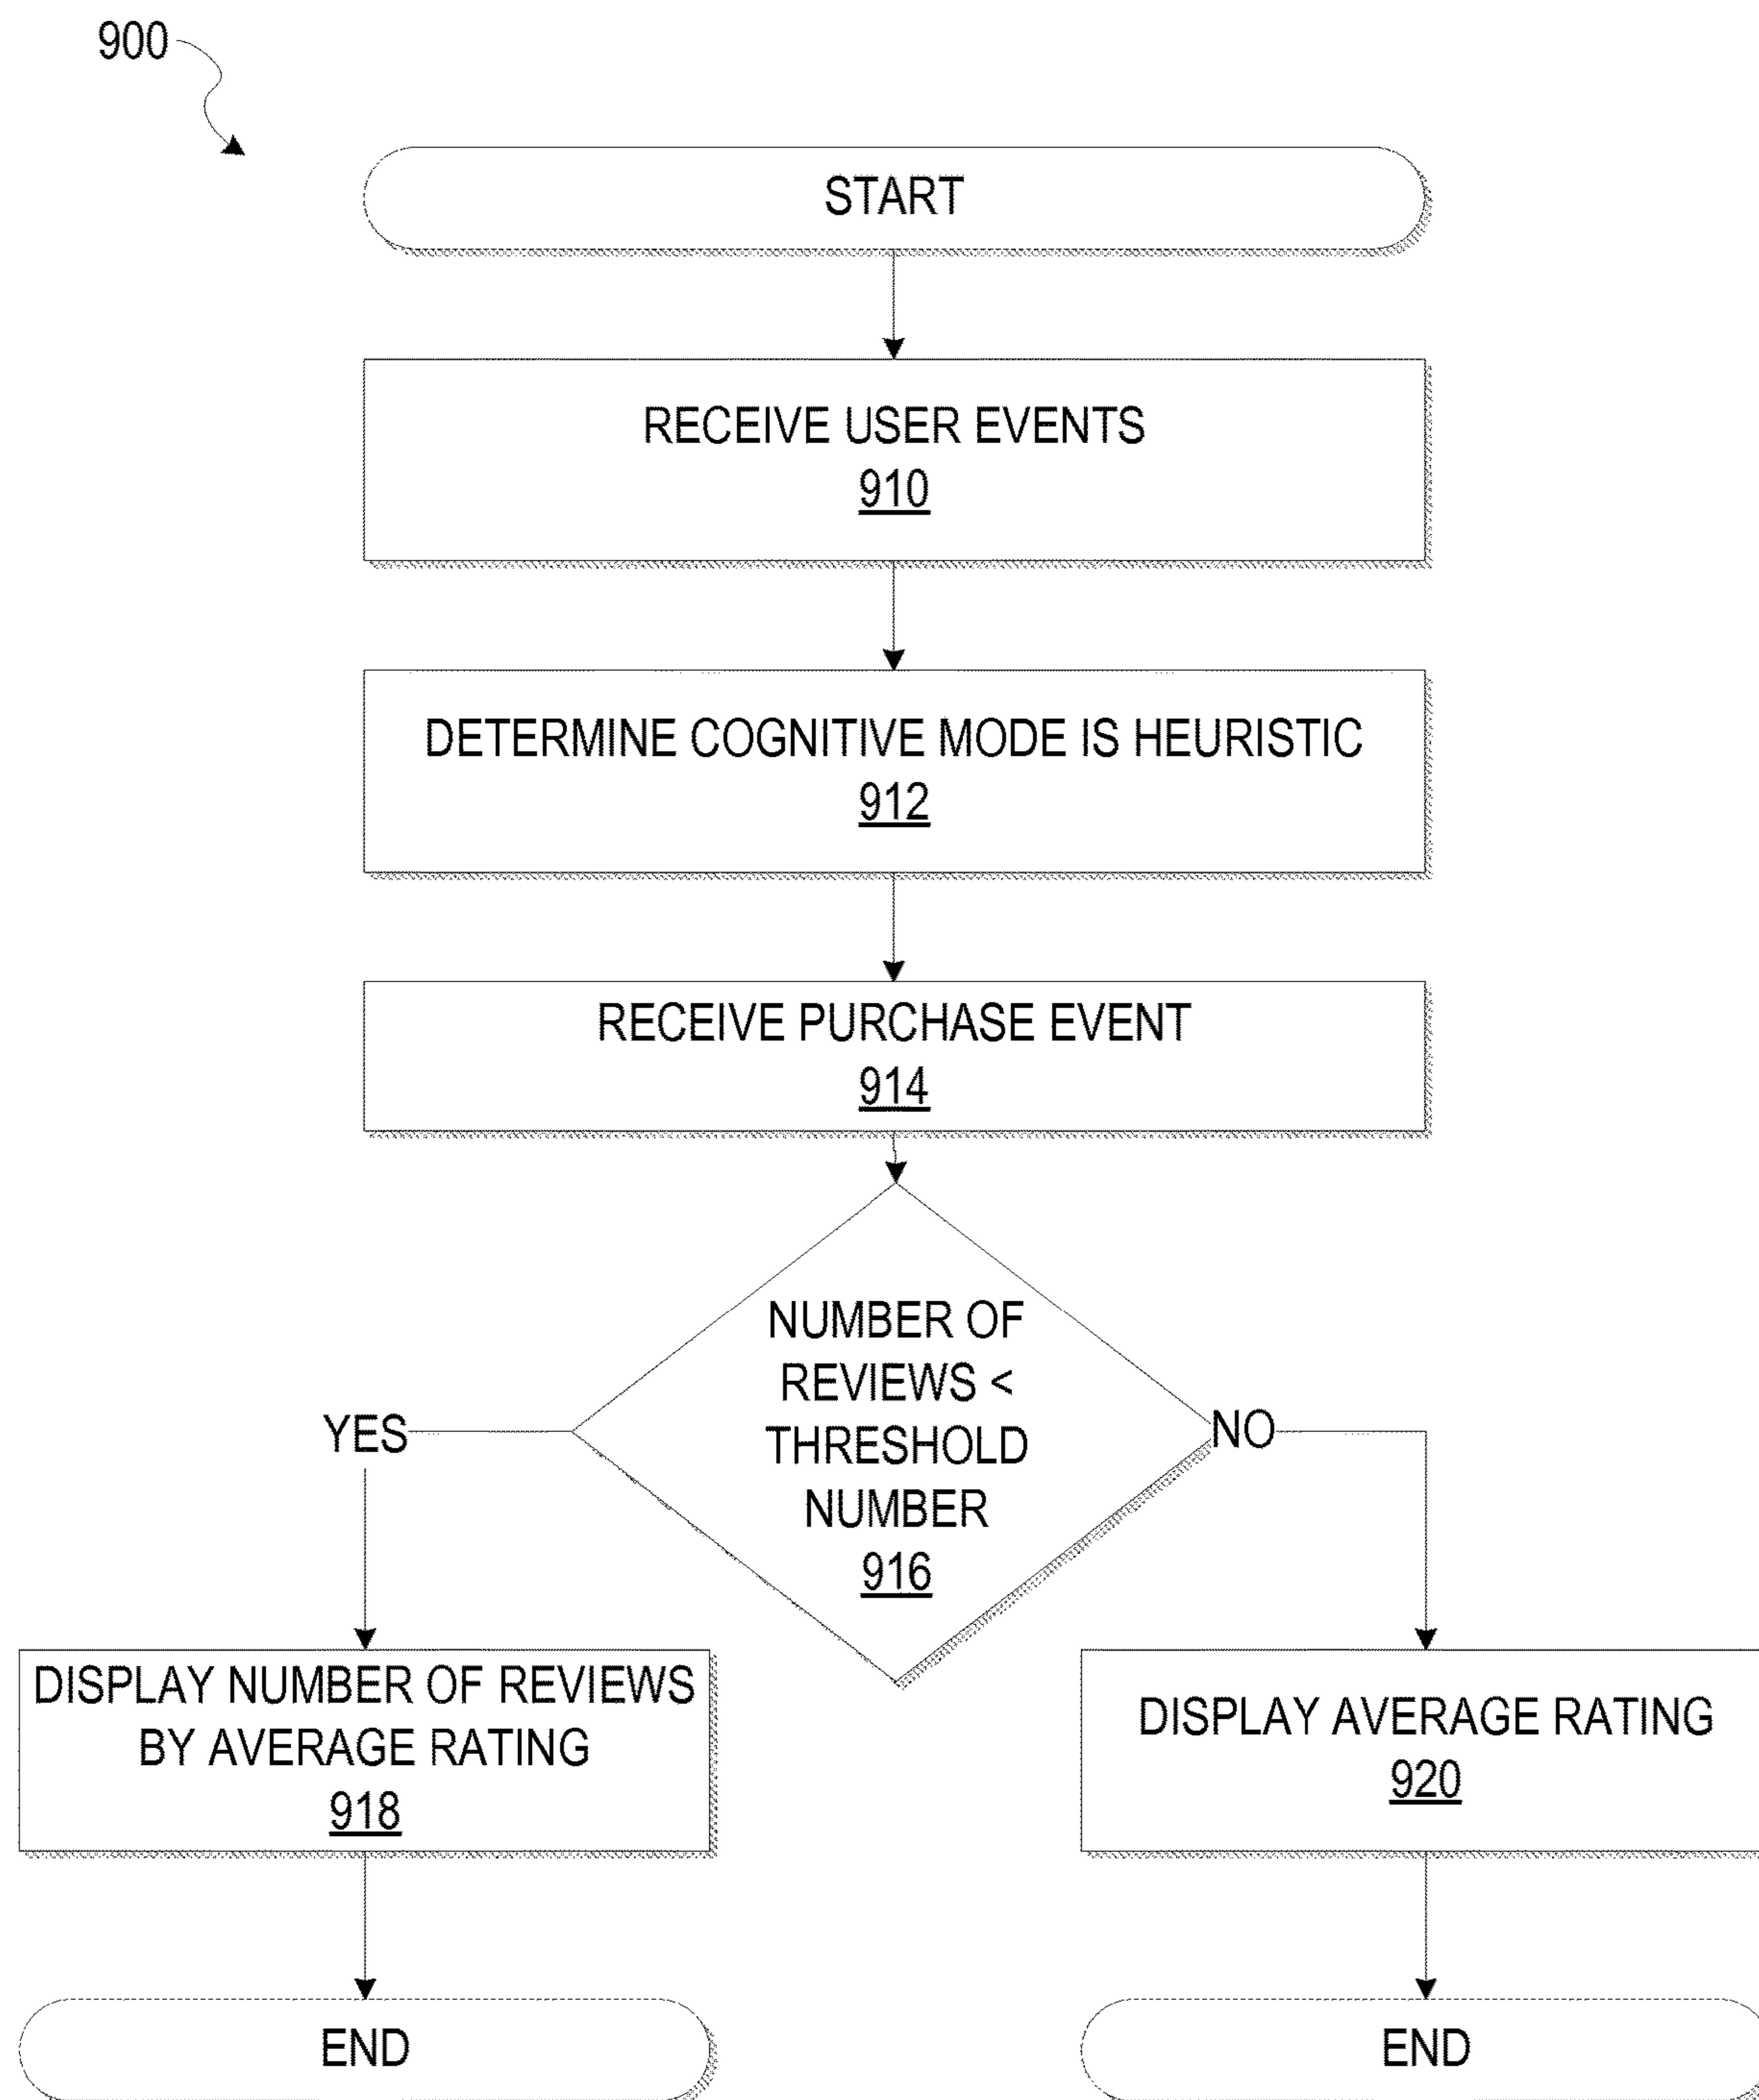 900
START
RECEIVE USER EVENTS
910
DETERMINE COGNITIVE MODE IS HEURISTIC
912
RECEIVE PURCHASE EVENT
914
NUMBER OF
REVIEWS <
THRESHOLD
NUMBER
916
YES
NO
DISPLAY NUMBER OF REVIEWS
BY AVERAGE RATING
918
DISPLAY AVERAGE RATING
920
END
END